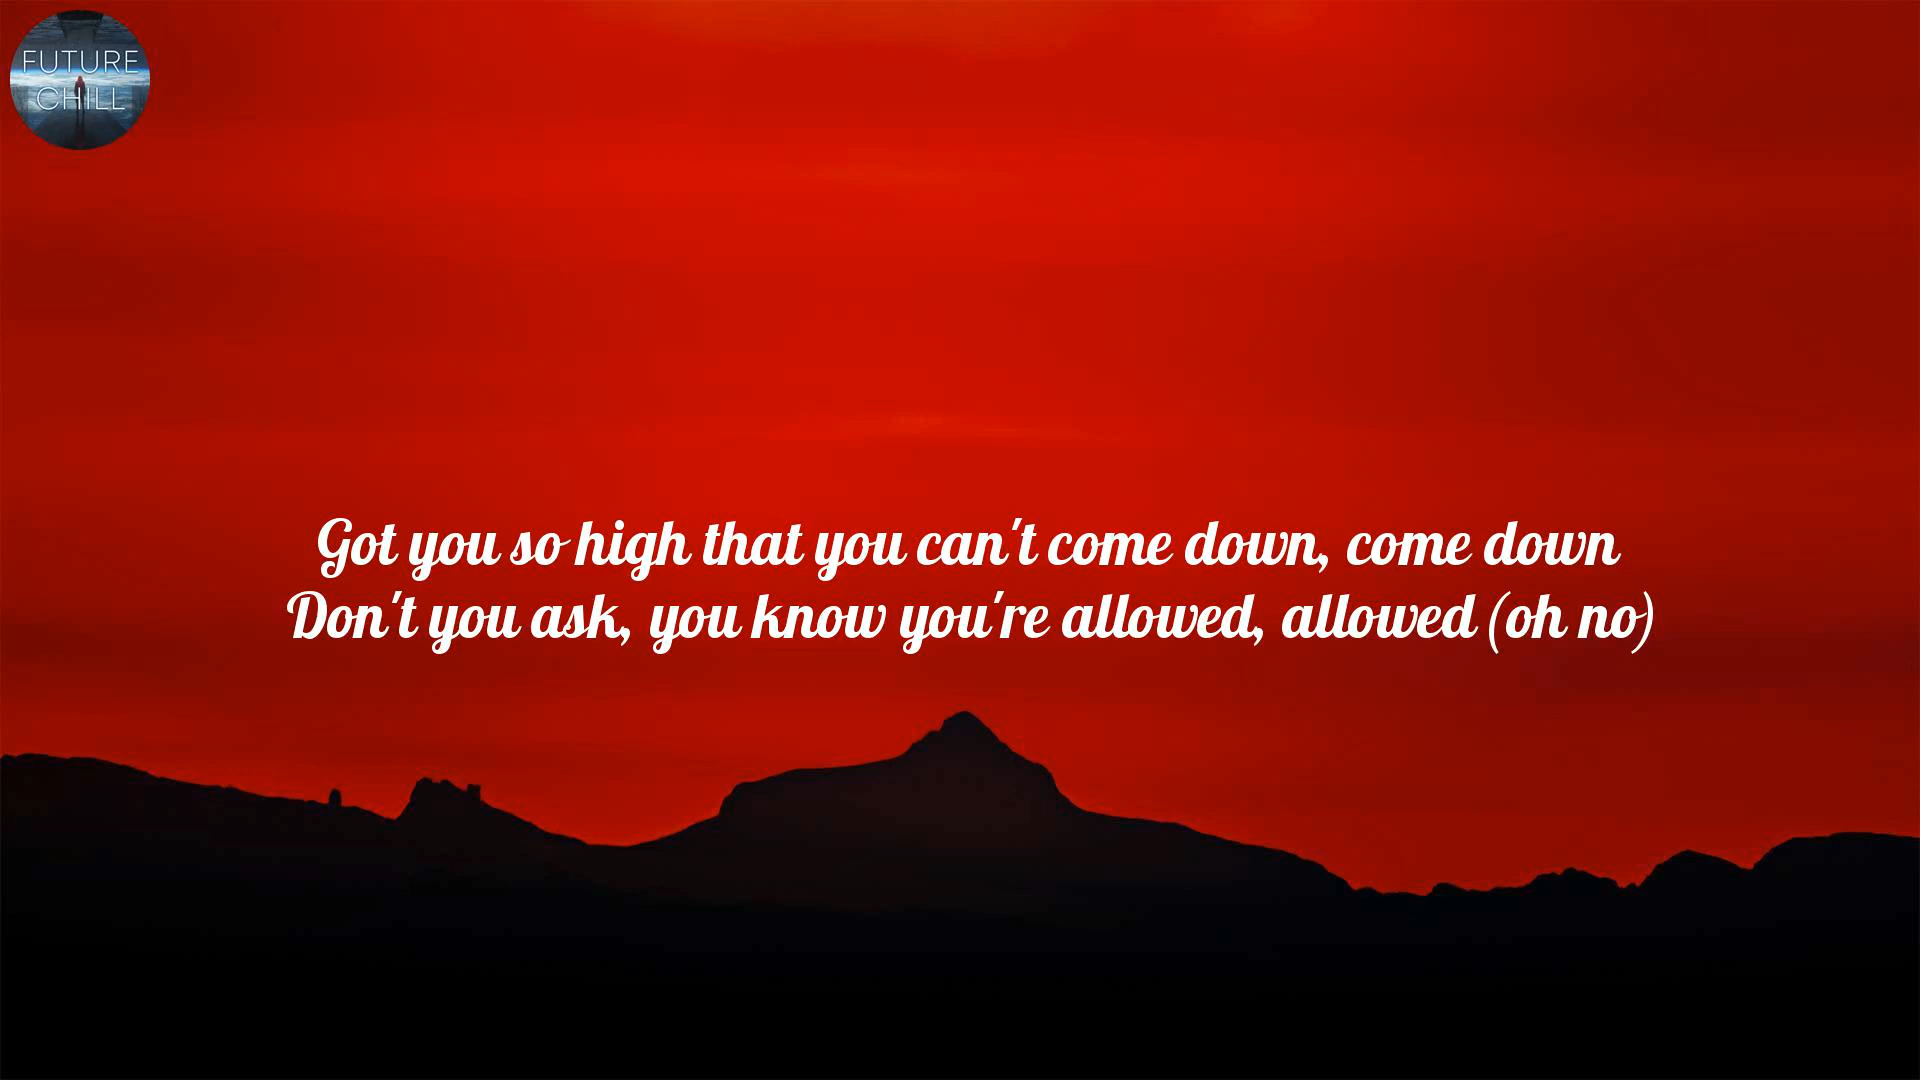 FUTURE
CHILL
Got you so high that you can't come down, come down
Don't you ask, you know you're allowed, allowed (oh no)